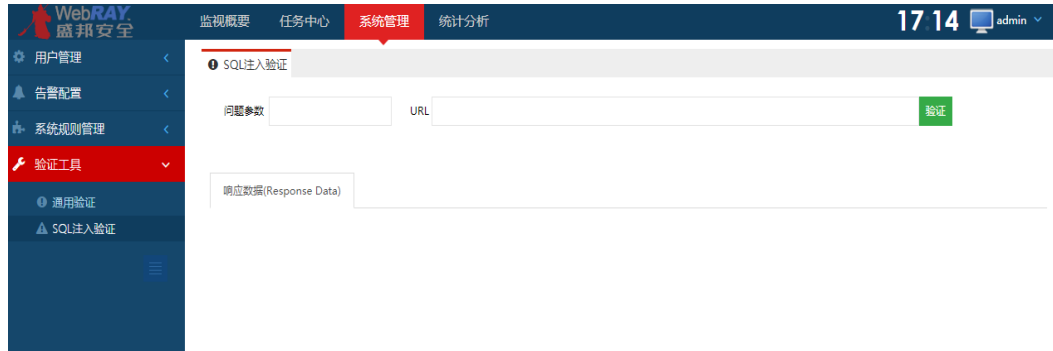 WebRAY.
盛邦安全
监视概要 任务中心 系统管理 统计分析 17:14 admin
用户管理
告警配置
系统规则管理
验证工具
通用验证
SQL注入验证
SQL注入验证
问题参数 URL 验证
响应数据(Response Data)